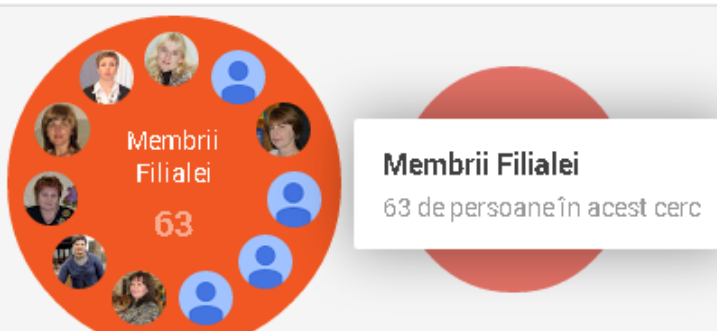 Membrii
Filialei
63
Membrii Filialei
63 de persoane în acest cerc